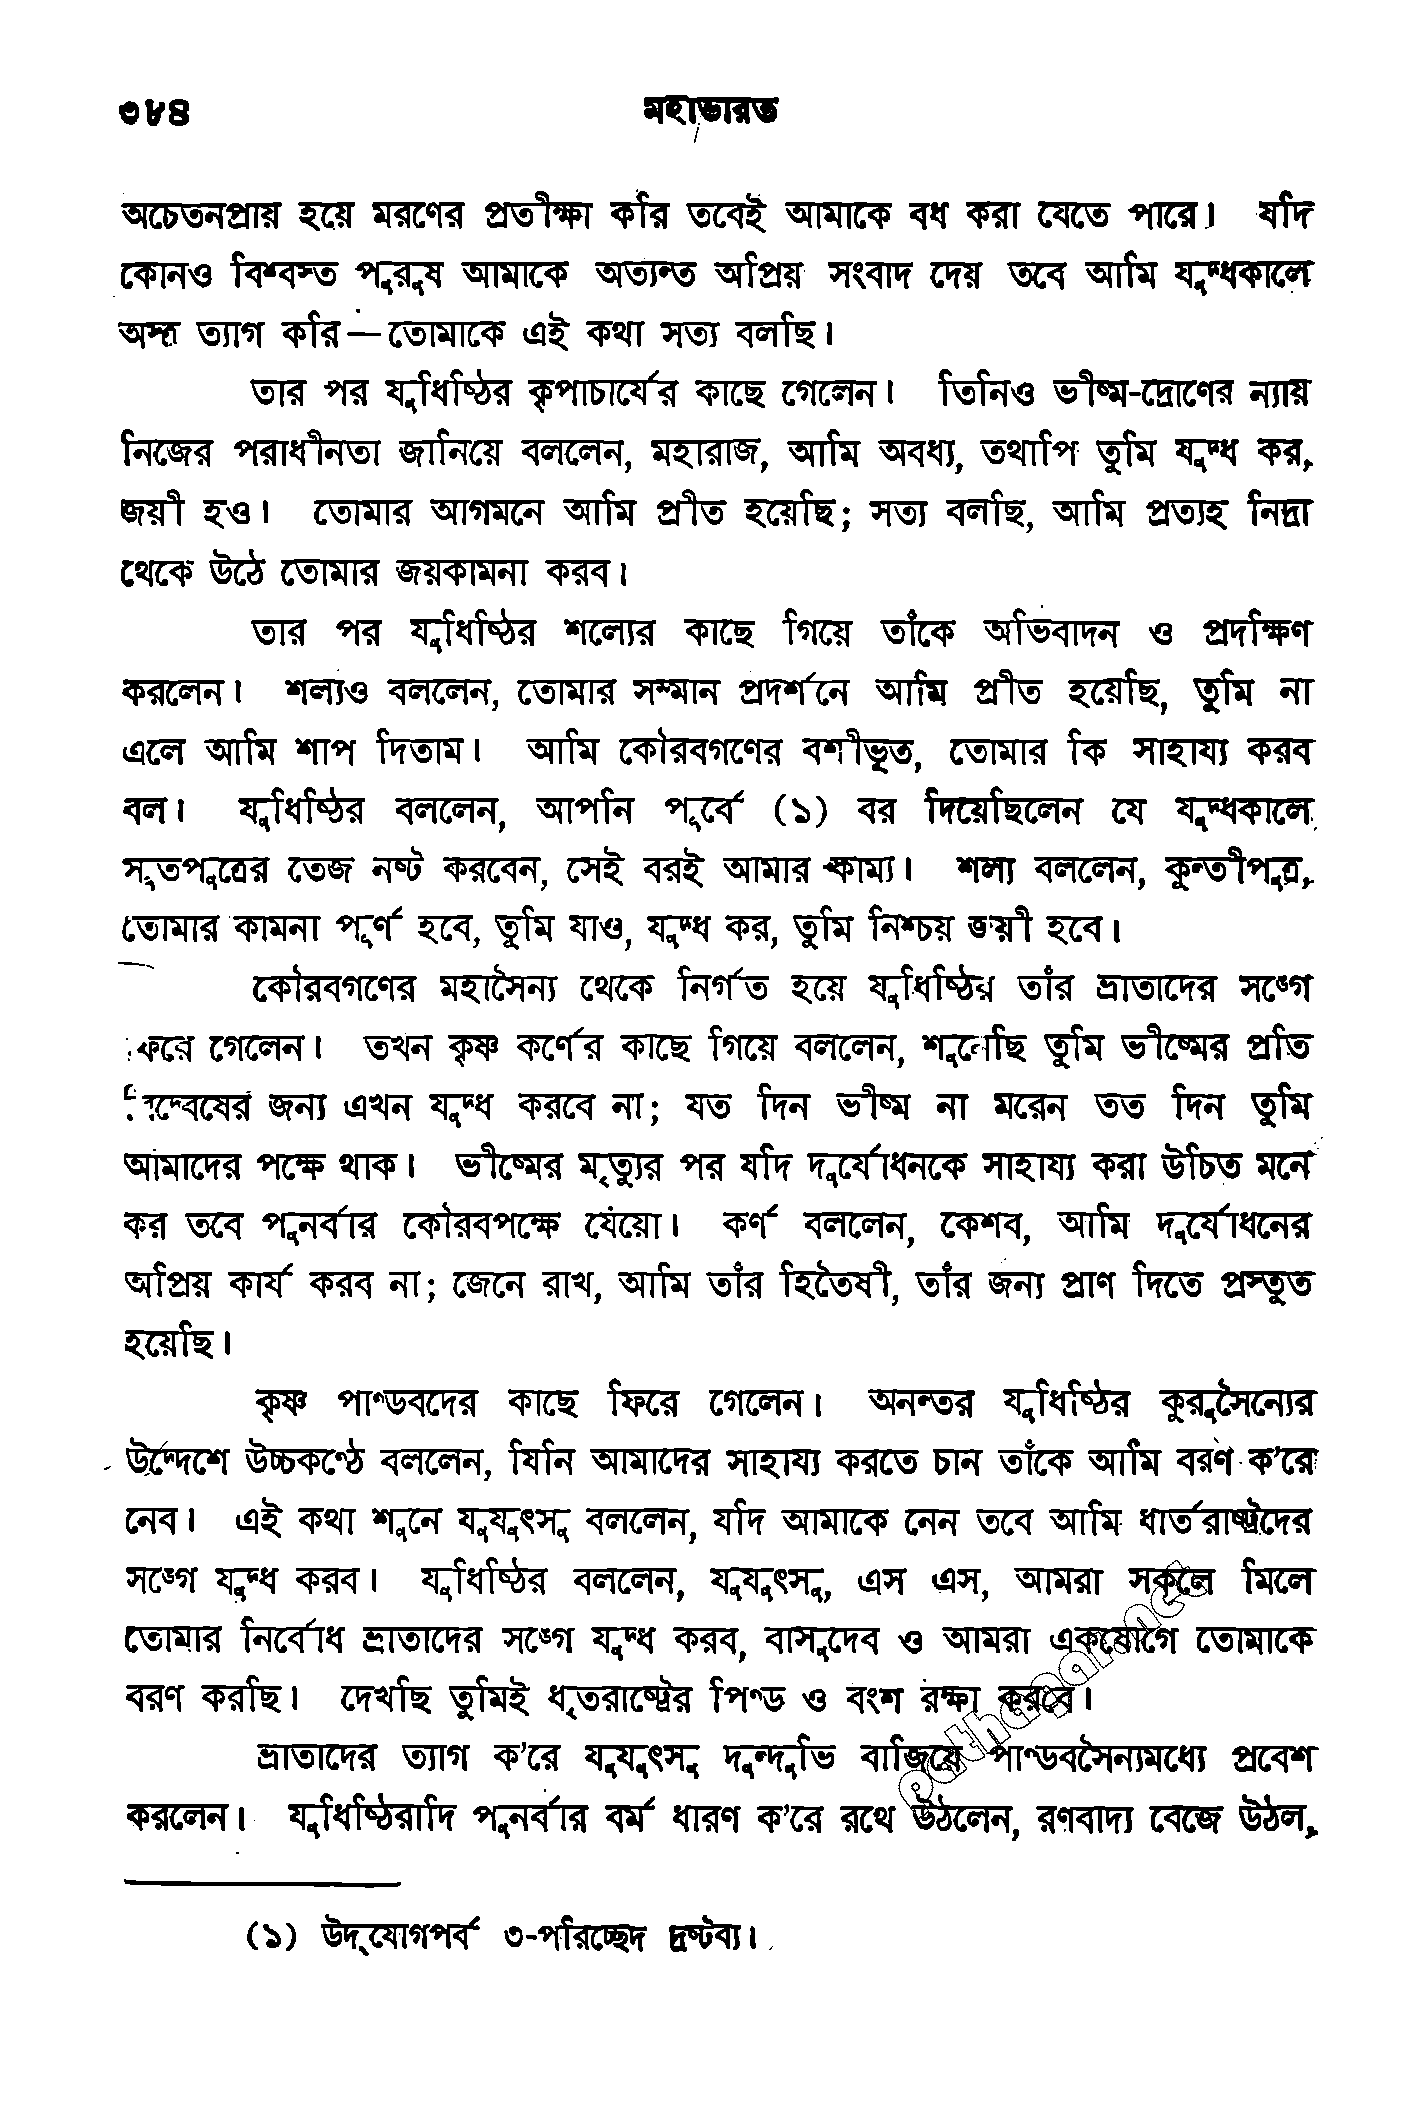 ৩৮৪ মহাভারত
অচেতনপ্রায় হয়ে মরণের প্রতীক্ষা করি তবেই আমাকে বধ করা যেতে পারে। যদি
কোনও বিশ্বস্ত পুরুষ আমাকে অত্যন্ত অপ্রিয় সংবাদ দেয় তবে আমি যুদ্ধকালে
অস্ত্র ত্যাগ করি—তোমাকে এই কথা সত্য বলছি।
তার পর যুধিষ্ঠির কৃপাচার্যের কাছে গেলেন। তিনিও ভীষ্ম-দ্রোণের ন্যায়
নিজের পরাধীনতা জানিয়ে বললেন, মহারাজ, আমি অবধ্য, তথাপি তুমি যুদ্ধ কর,
জয়ী হও। তোমার আগমনে আমি প্রীত হয়েছি; সত্য বলছি, আমি প্রত্যহ নিদ্রা
থেকে উঠে তোমার জয়কামনা করব।
তার পর যুধিষ্ঠির শল্যের কাছে গিয়ে তাঁকে অভিবাদন ও প্রদক্ষিণ
করলেন। শল্যও বললেন, তোমার সম্মান প্রদর্শনে আমি প্রীত হয়েছি, তুমি না
এলে আমি শাপ দিতাম। আমি কৌরবগণের বশীভূত, তোমার কি সাহায্য করব
বল। যুধিষ্ঠির বললেন, আপনি পূর্বে (১) বর দিয়েছিলেন যে যুদ্ধকালে
সূতপুত্রের তেজ নষ্ট করবেন, সেই বরই আমার কাম্য। শল্য বললেন, কুন্তীপুত্র,
তোমার কামনা পূর্ণ হবে, তুমি যাও, যুদ্ধ কর, তুমি নিশ্চয় জয়ী হবে।
কৌরবগণের মহাসৈন্য থেকে নির্গত হয়ে যুধিষ্ঠির তাঁর ভ্রাতাদের সঙ্গে
ফিরে গেলেন। তখন কৃষ্ণ কর্ণের কাছে গিয়ে বললেন, শুনেছি তুমি ভীষ্মের প্রতি
বিদ্বেষের জন্য এখন যুদ্ধ করবে না; যত দিন ভীষ্ম না মরেন তত দিন তুমি
আমাদের পক্ষে থাক। ভীষ্মের মৃত্যুর পর যদি দুর্যোধনকে সাহায্য করা উচিত মনে
কর তবে পুনর্বার কৌরবপক্ষে যেয়ো। কর্ণ বললেন, কেশব, আমি দুর্যোধনের
অপ্রিয় কার্য করব না; জেনে রাখ, আমি তাঁর হিতৈষী, তাঁর জন্য প্রাণ দিতে প্রস্তুত
হয়েছি।
কৃষ্ণ পাণ্ডবদের কাছে ফিরে গেলেন। অনন্তর যুধিষ্ঠির কুরুসৈন্যের
উদ্দেশে উচ্চকণ্ঠে বললেন, যিনি আমাদের সাহায্য করতে চান তাঁকে আমি বরণ ক'রে
নেব। এই কথা শুনে যুযুৎসু বললেন, যদি আমাকে নেন তবে আমি ধার্তরাষ্ট্রদের
সঙ্গে যুদ্ধ করব। যুধিষ্ঠির বললেন, যুযুৎসু, এস এস, আমরা সকলে মিলে
তোমার নির্বোধ ভ্রাতাদের সঙ্গে যুদ্ধ করব, বাসুদেব ও আমরা একযোগে তোমাকে
বরণ করছি। দেখছি তুমিই ধৃতরাষ্ট্রের পিণ্ড ও বংশ রক্ষা করবে।
ভ্রাতাদের ত্যাগ ক'রে যুযুৎসু দুন্দুভি বাজিয়ে পাণ্ডবসৈন্যমধ্যে প্রবেশ
করলেন। যুধিষ্ঠিরাদি পুনর্বার বর্ম ধারণ ক'রে রথে উঠলেন, রণবাদ্য বেজে উঠল,
(১) উদ্‌যোগপর্ব ৩-পরিচ্ছেদ দ্রষ্টব্য।
pathagar.net